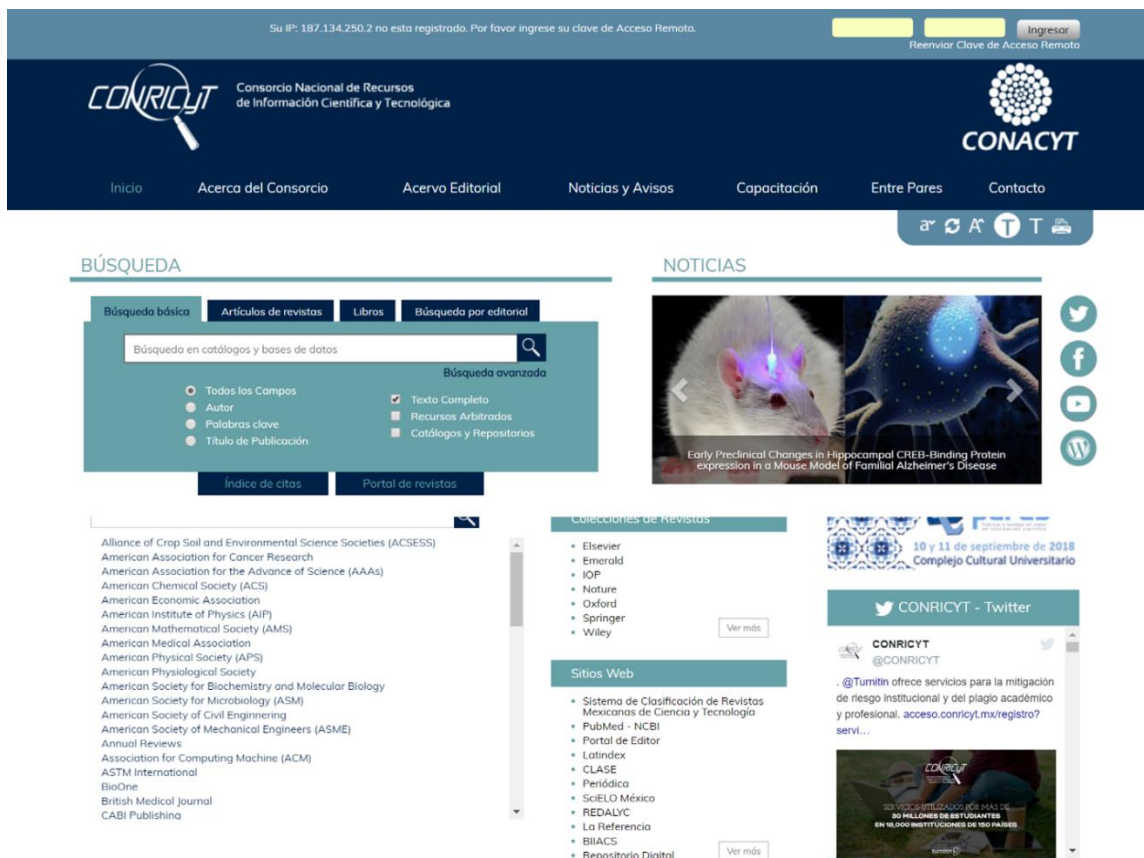 Su IP: 187.134.250.2 no esta registrado. Por favor ingrese su clave de Acceso Remoto.
Ingresar
Reenviar Clave de Acceso Remoto
CONRICYT
Consorcio Nacional de Recursos
de Información Científica y Tecnológica
CONACYT
Inicio
Acerca del Consorcio
Acervo Editorial
Noticias y Avisos
Capacitación
Entre Pares
Contacto
BÚSQUEDA
Búsqueda básica
Artículos de revistas
Libros
Búsqueda por editorial
Búsqueda en catálogos y bases de datos
Búsqueda avanzada
Todos los Campos
Autor
Palabras clave
Título de Publicación
Texto Completo
Recursos Arbitrados
Catálogos y Repositorios
Índice de citas
Portal de revistas
NOTICIAS
Early Preclinical Changes in Hippocampal CREB-Binding Protein
expression in a Mouse Model of Familial Alzheimer's Disease
Alliance of Crop Soil and Environmental Science Societies (ACSESS)
American Association for Cancer Research
American Association for the Advance of Science (AAAs)
American Chemical Society (ACS)
American Economic Association
American Institute of Physics (AIP)
American Mathematical Society (AMS)
American Medical Association
American Physical Society (APS)
American Physiological Society
American Society for Biochemistry and Molecular Biology
American Society for Microbiology (ASM)
American Society of Civil Enginnering
American Society of Mechanical Engineers (ASME)
Annual Reviews
Association for Computing Machine (ACM)
ASTM International
BioOne
British Medical Journal
CABI Publishing
Colecciones de Revistas
Elsevier
Emerald
IOP
Nature
Oxford
Springer
Wiley
Ver más
Sitios Web
Sistema de Clasificación de Revistas
Mexicanas de Ciencia y Tecnología
PubMed - NCBI
Portal de Editor
Latindex
CLASE
Periódica
SciELO México
REDALYC
La Referencia
BIIACS
Repositorio Digital
Ver más
pares
10 y 11 de septiembre de 2018
Complejo Cultural Universitario
CONRICYT - Twitter
CONRICYT
@CONRICYT
. @Turnitin ofrece servicios para la mitigación
de riesgo institucional y del plagio académico
y profesional. acceso.conricyt.mx/registro?
servi…
CONRICYT
SERVICIOS UTILIZADOS POR MÁS DE
30 MILLONES DE ESTUDIANTES
EN 10,000 INSTITUCIONES DE 150 PAÍSES
turnitin